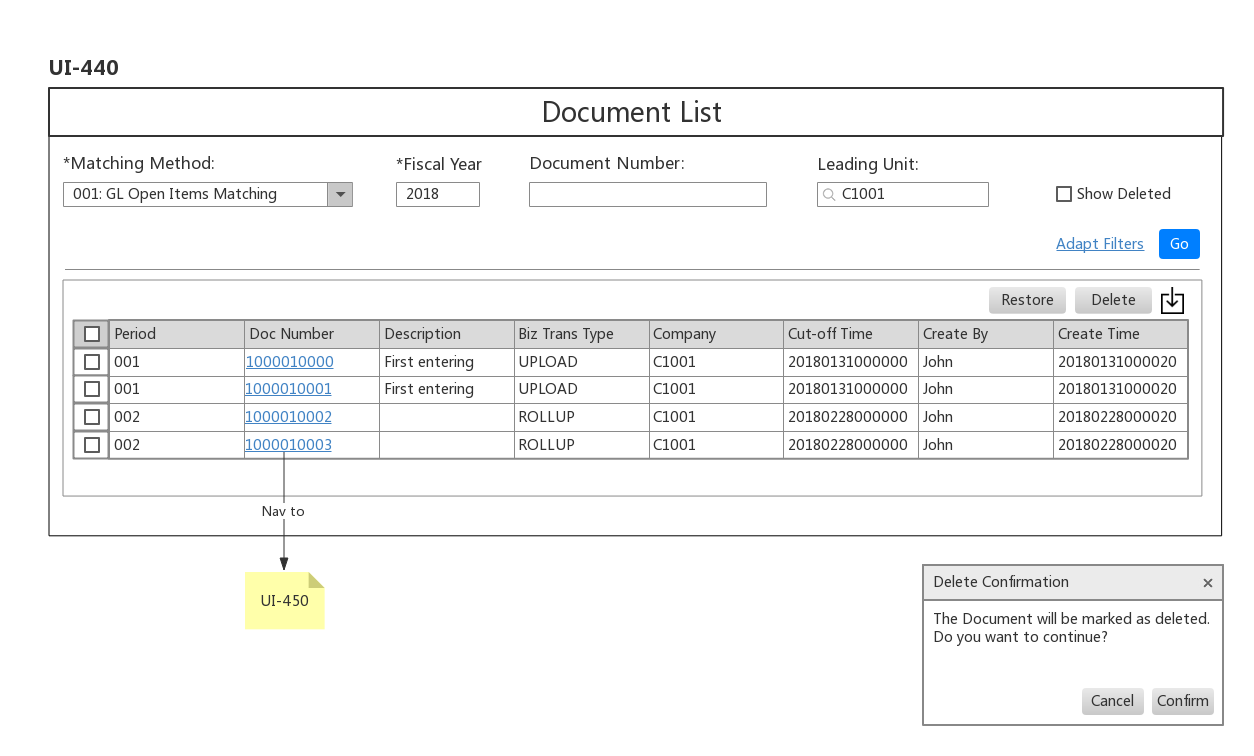 UI-440
Document List
*Matching Method: *Fiscal Year Document Number: Leading Unit:
001: GL Open Items Matching 2018 C1001 Show Deleted
Adapt Filters Go
Restore Delete
Period Doc Number Description Biz Trans Type Company Cut-off Time Create By Create Time
001 1000010000 First entering UPLOAD C1001 20180131000000 John 20180131000020
001 1000010001 First entering UPLOAD C1001 20180131000000 John 20180131000020
002 1000010002 ROLLUP C1001 20180228000000 John 20180228000020
002 1000010003 ROLLUP C1001 20180228000000 John 20180228000020
Nav to
UI-450
Delete Confirmation ×
The Document will be marked as deleted.
Do you want to continue?
Cancel Confirm